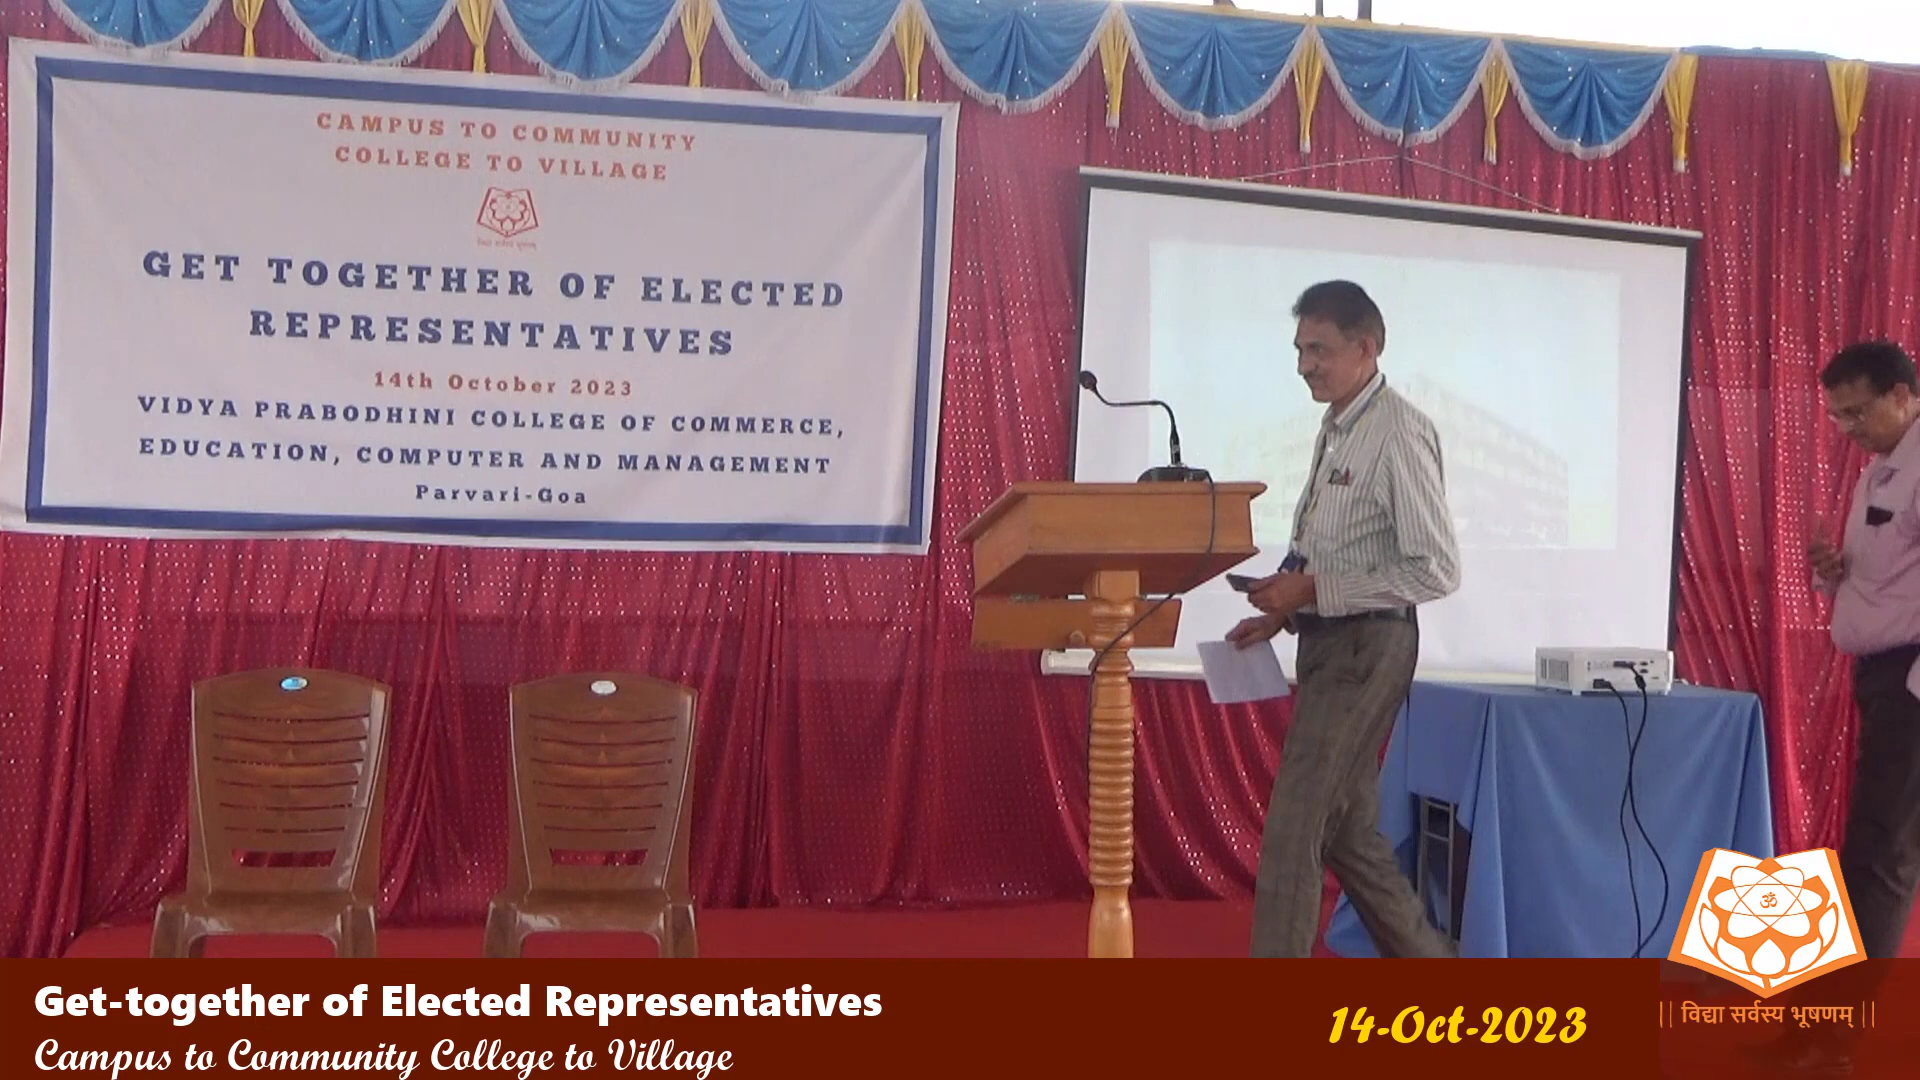 CAMPUS TO COMMUNITY
COLLEGE TO VILLAGE
GET TOGETHER OF ELECTED
REPRESENTATIVES
14th October 2023
VIDYA PRABODHINI COLLEGE OF COMMERCE,
EDUCATION, COMPUTER AND MANAGEMENT
Parvari-Goa
ॐ
Get-together of Elected Representatives
Campus to Community College to Village
14-Oct-2023
|| विद्या सर्वस्य भूषणम् ||